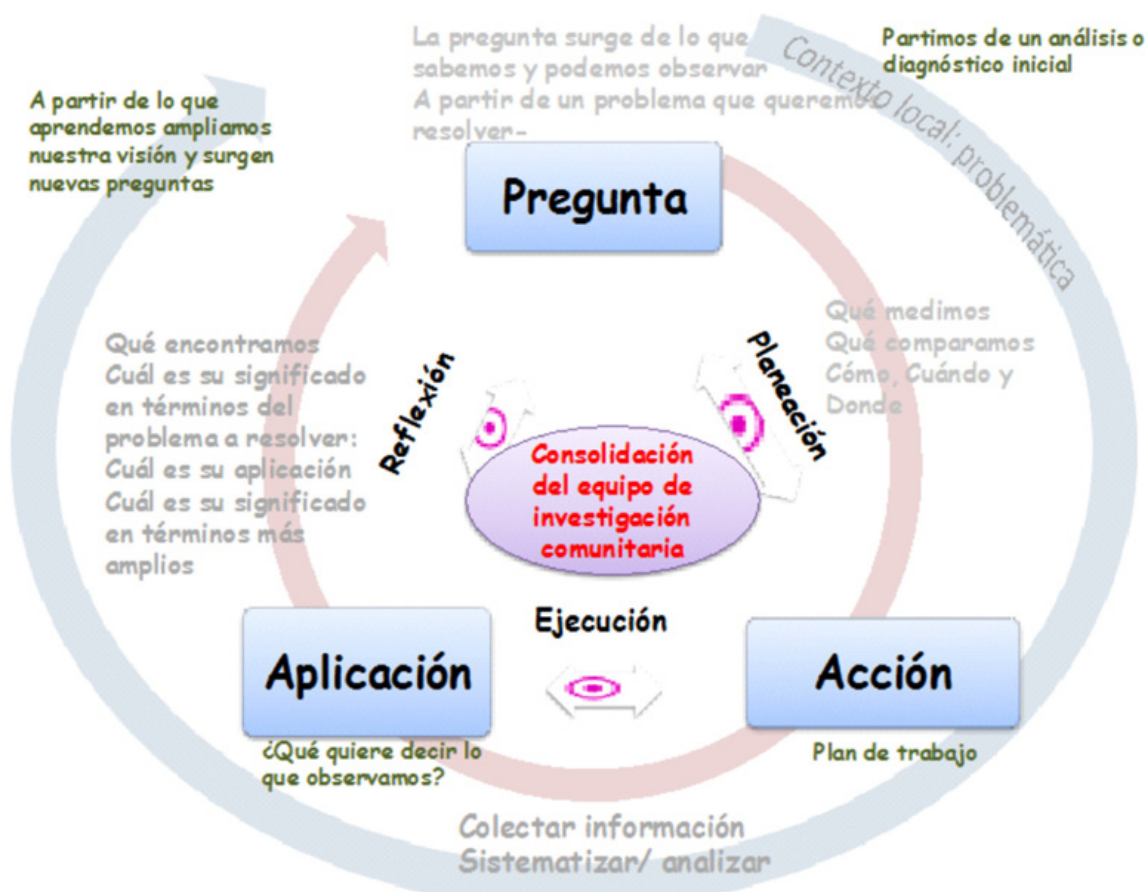 La pregunta surge de lo que
sabemos y podemos observar
A partir de un problema que queremos
resolver-
Partimos de un análisis o
diagnóstico inicial
Contexto local: problemática
A partir de lo que
aprendemos ampliamos
nuestra visión y surgen
nuevas preguntas
Pregunta
Qué medimos
Qué comparamos
Cómo, Cuándo y
Donde
Planeación
Reflexión
Qué encontramos
Cuál es su significado
en términos del
problema a resolver:
Cuál es su aplicación
Cuál es su significado
en términos más
amplios
Consolidación
del equipo de
investigación
comunitaria
Ejecución
Aplicación
Acción
¿Qué quiere decir lo
que observamos?
Plan de trabajo
Colectar información
Sistematizar/ analizar